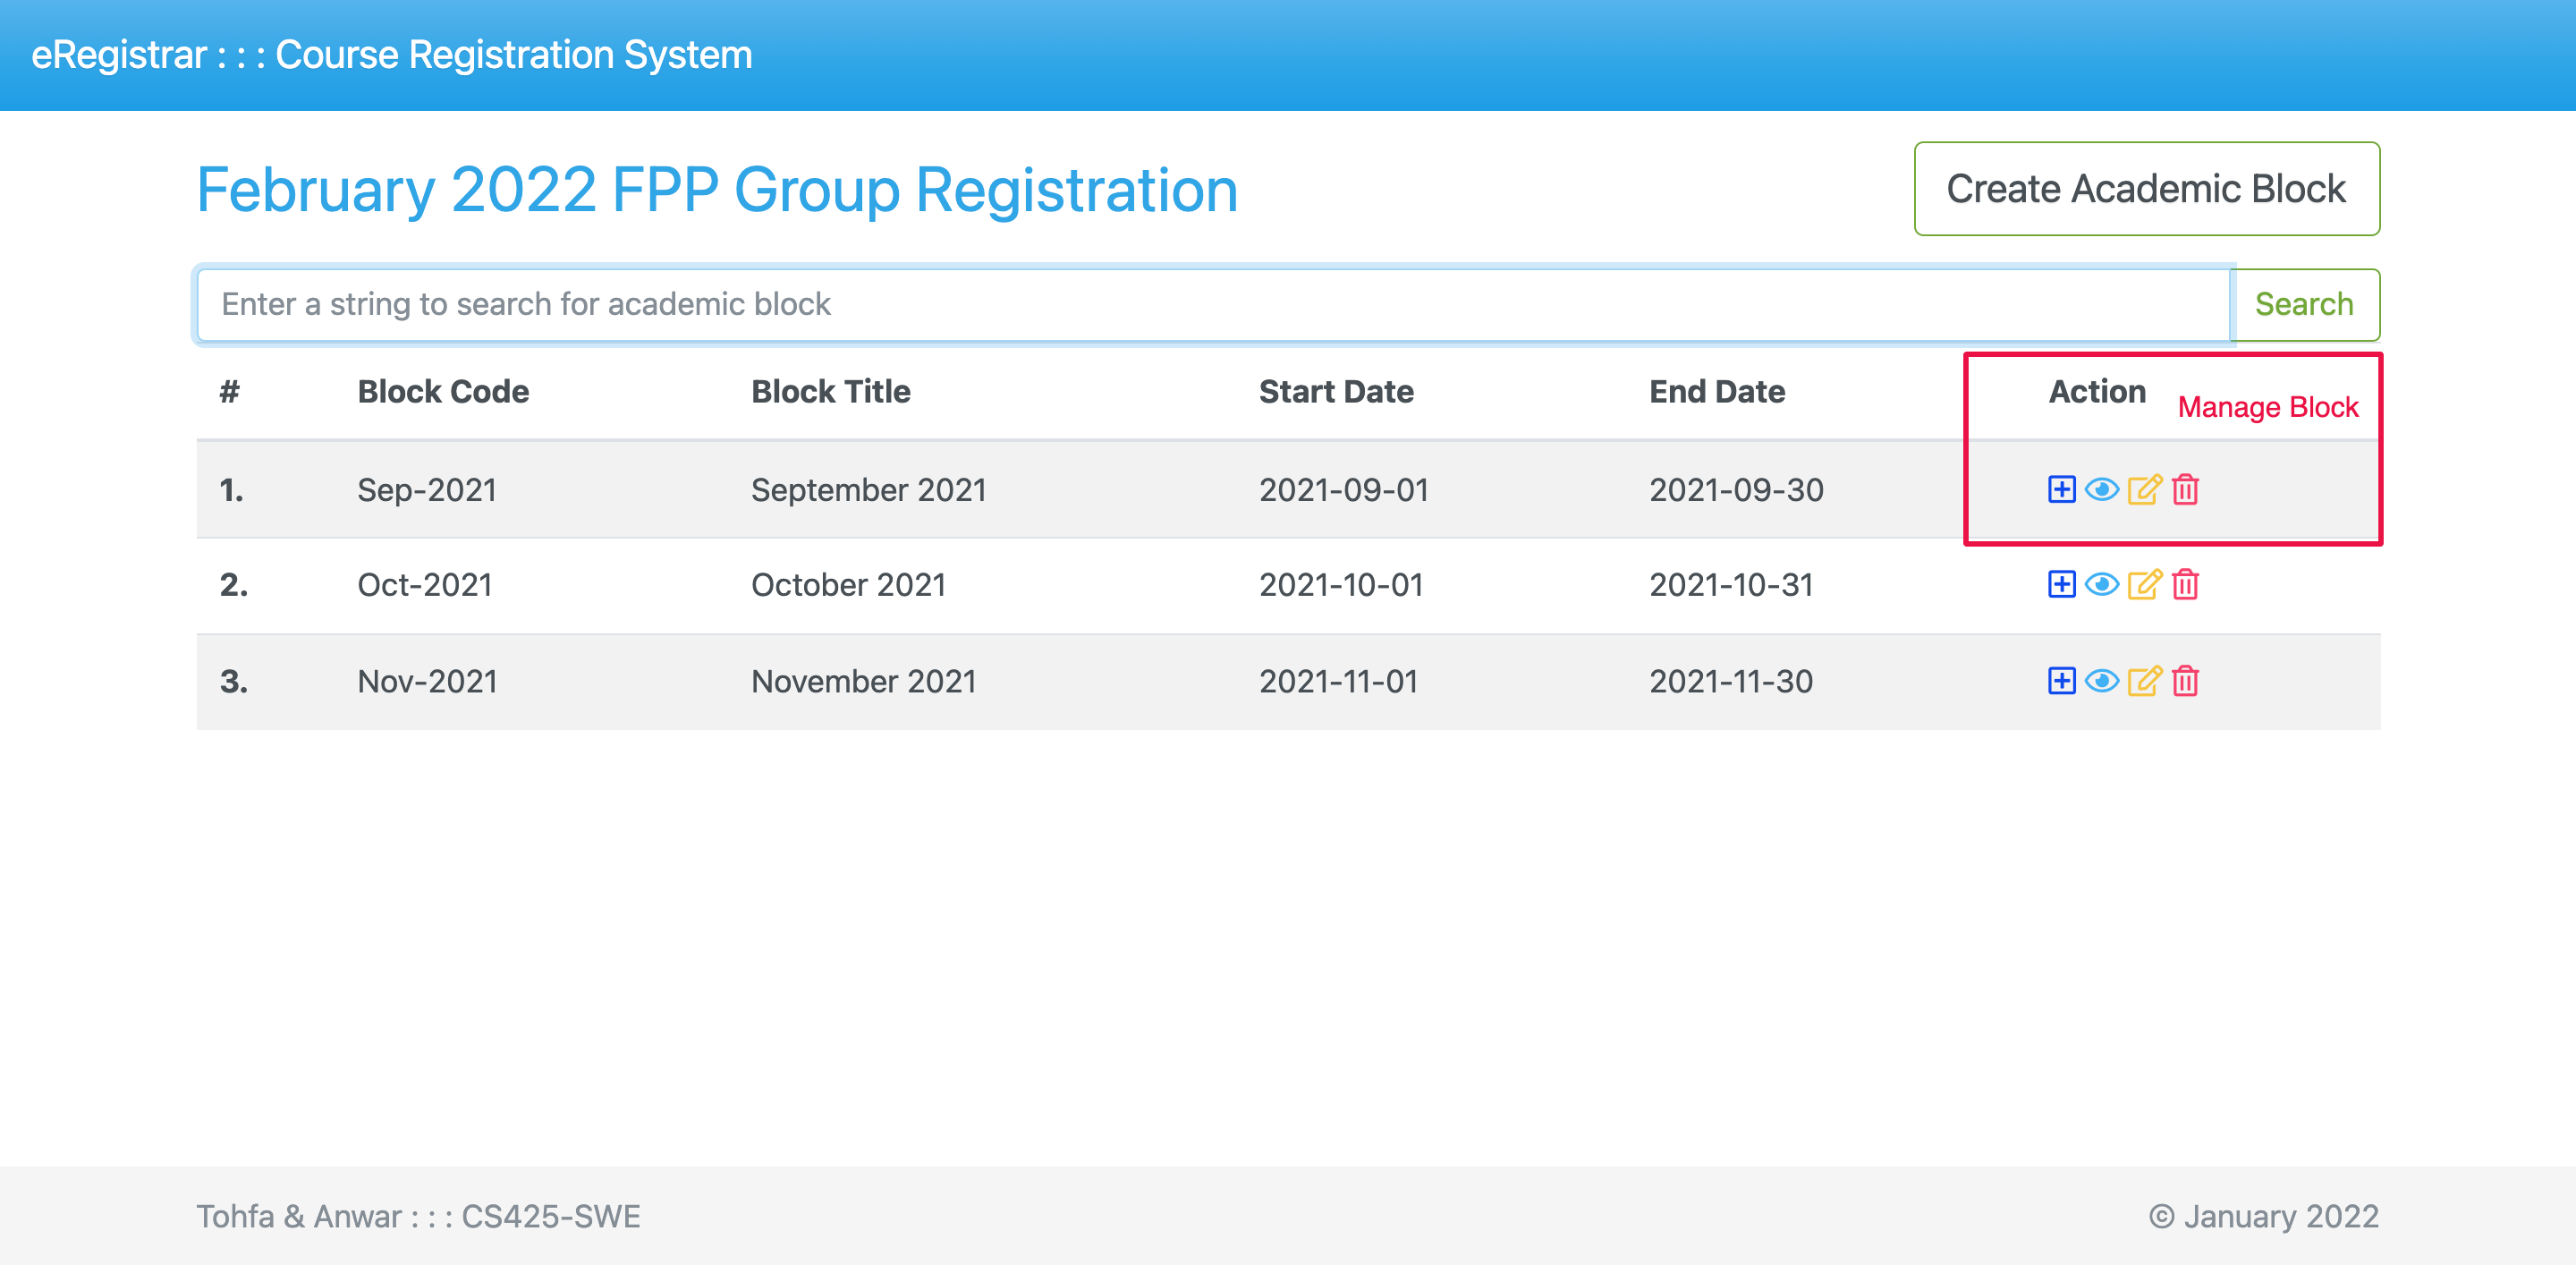 eRegistrar : : : Course Registration System
February 2022 FPP Group Registration
Create Academic Block
Enter a string to search for academic block
Search
# Block Code Block Title Start Date End Date Action Manage Block
1. Sep-2021 September 2021 2021-09-01 2021-09-30
2. Oct-2021 October 2021 2021-10-01 2021-10-31
3. Nov-2021 November 2021 2021-11-01 2021-11-30
Tohfa & Anwar : : : CS425-SWE
© January 2022